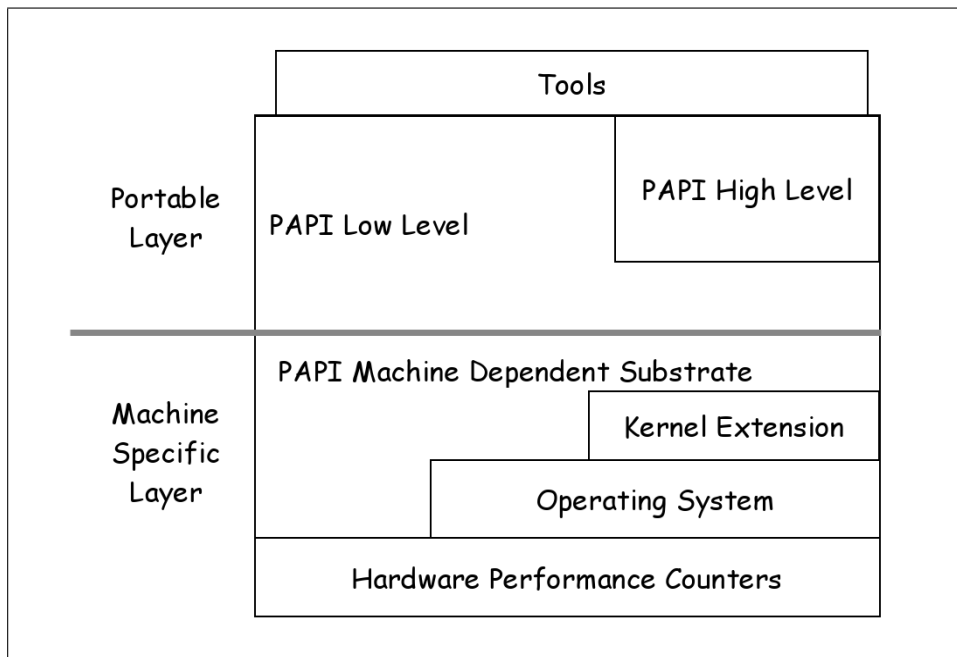 Tools
Portable
Layer
PAPI Low Level
PAPI High Level
Machine
Specific
Layer
PAPI Machine Dependent Substrate
Kernel Extension
Operating System
Hardware Performance Counters